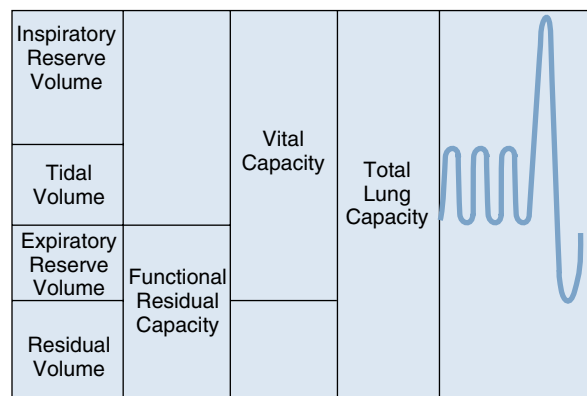 Inspiratory
Reserve
Volume
Tidal
Volume
Expiratory
Reserve
Volume
Residual
Volume
Functional
Residual
Capacity
Vital
Capacity
Total
Lung
Capacity